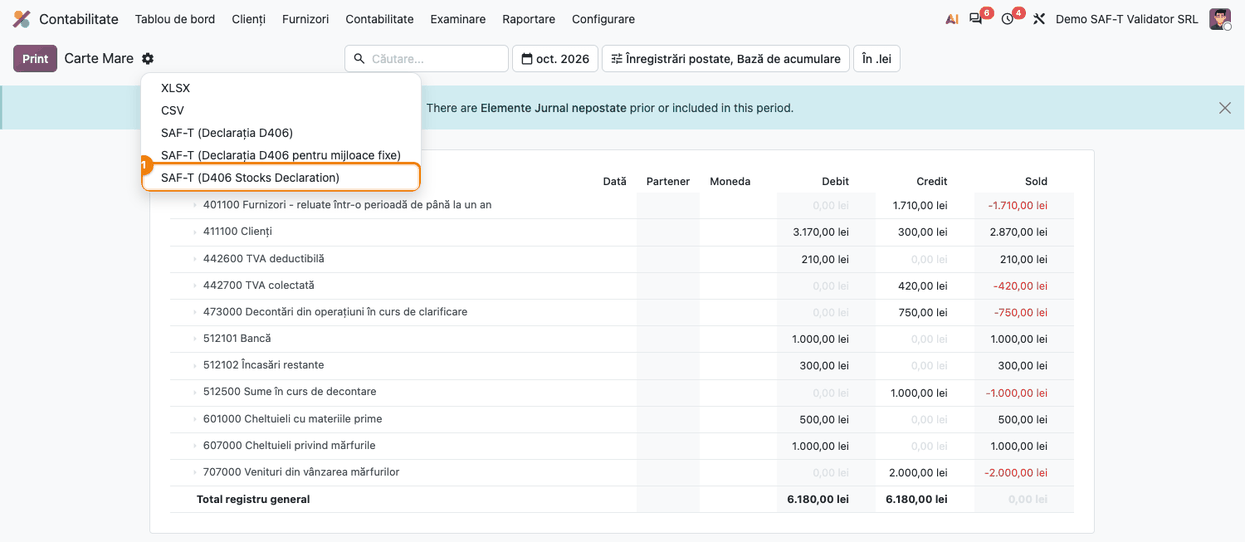 Contabilitate Tablou de bord Clienți Furnizori Contabilitate Examinare Raportare Configurare AI 6 4 Demo SAF-T Validator SRL
Print Carte Mare Căutare... oct. 2026 Înregistrări postate, Bază de acumulare În .lei
XLSX
There are Elemente Jurnal nepostate prior or included in this period.
CSV
SAF-T (Declarația D406)
SAF-T (Declarația D406 pentru mijloace fixe)
1
SAF-T (D406 Stocks Declaration)
Dată Partener Moneda Debit Credit Sold
401100 Furnizori - reluate într-o perioadă de până la un an 0,00 lei 1.710,00 lei -1.710,00 lei
411100 Clienți 3.170,00 lei 300,00 lei 2.870,00 lei
442600 TVA deductibilă 210,00 lei 0,00 lei 210,00 lei
442700 TVA colectată 0,00 lei 420,00 lei -420,00 lei
473000 Decontări din operațiuni în curs de clarificare 0,00 lei 750,00 lei -750,00 lei
512101 Bancă 1.000,00 lei 0,00 lei 1.000,00 lei
512102 Încasări restante 300,00 lei 0,00 lei 300,00 lei
512500 Sume în curs de decontare 0,00 lei 1.000,00 lei -1.000,00 lei
601000 Cheltuieli cu materiile prime 500,00 lei 0,00 lei 500,00 lei
607000 Cheltuieli privind mărfurile 1.000,00 lei 0,00 lei 1.000,00 lei
707000 Venituri din vânzarea mărfurilor 0,00 lei 2.000,00 lei -2.000,00 lei
Total registru general 6.180,00 lei 6.180,00 lei 0,00 lei